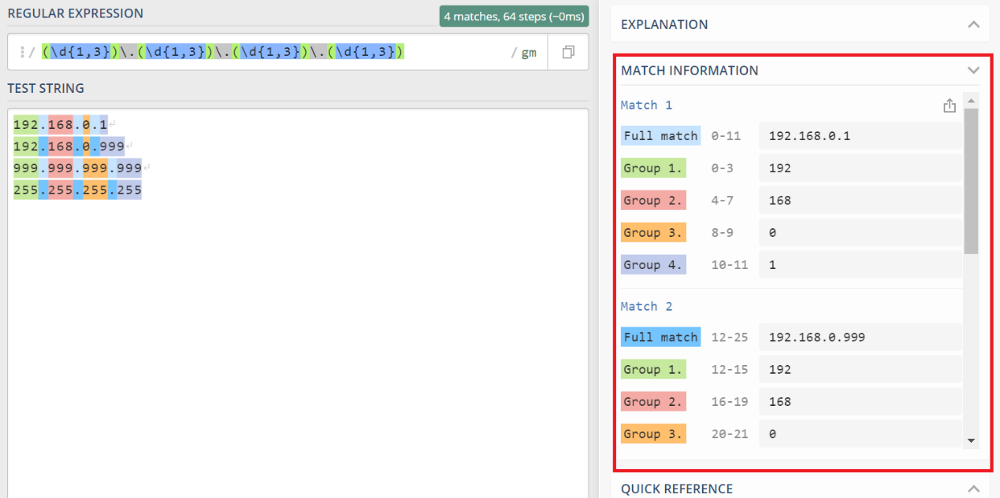 REGULAR EXPRESSION
4 matches, 64 steps (~0ms)
/ (\d{1,3})\.(\d{1,3})\.(\d{1,3})\.(\d{1,3}) / gm
TEST STRING
192.168.0.1
192.168.0.999
999.999.999.999
255.255.255.255
EXPLANATION
MATCH INFORMATION
Match 1
Full match 0-11 192.168.0.1
Group 1. 0-3 192
Group 2. 4-7 168
Group 3. 8-9 0
Group 4. 10-11 1
Match 2
Full match 12-25 192.168.0.999
Group 1. 12-15 192
Group 2. 16-19 168
Group 3. 20-21 0
QUICK REFERENCE